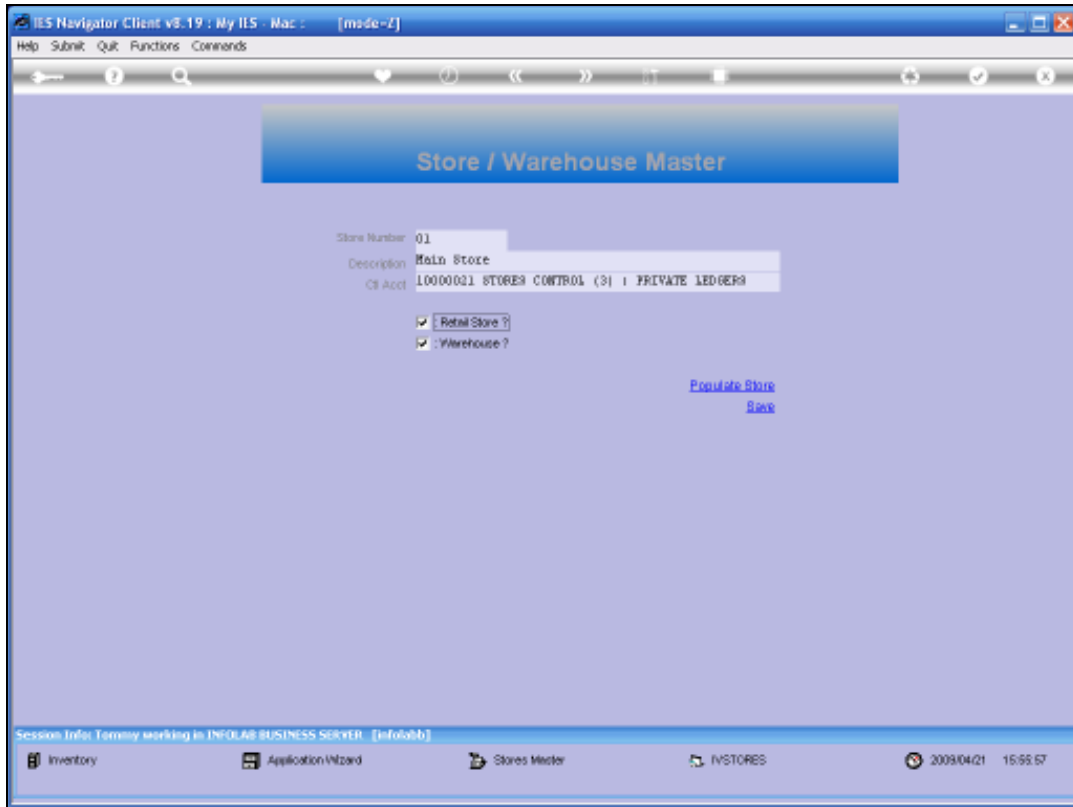 IES Navigator Client v8.19 : My IES - Mac : [mode=Z]
Help Submit Quit Functions Commands
Store / Warehouse Master
Store Number 01
Description Main Store
Ctl Acct 10000021 STORES CONTROL (3) : PRIVATE LEDGERS
: Retail Store ?
: Warehouse ?
Populate Store
Save
Session Info: Tommy working in INFOLAB BUSINESS SERVER [infolabb]
Inventory Application Wizard Stores Master IVSTORES 2009/04/21 15:55:57